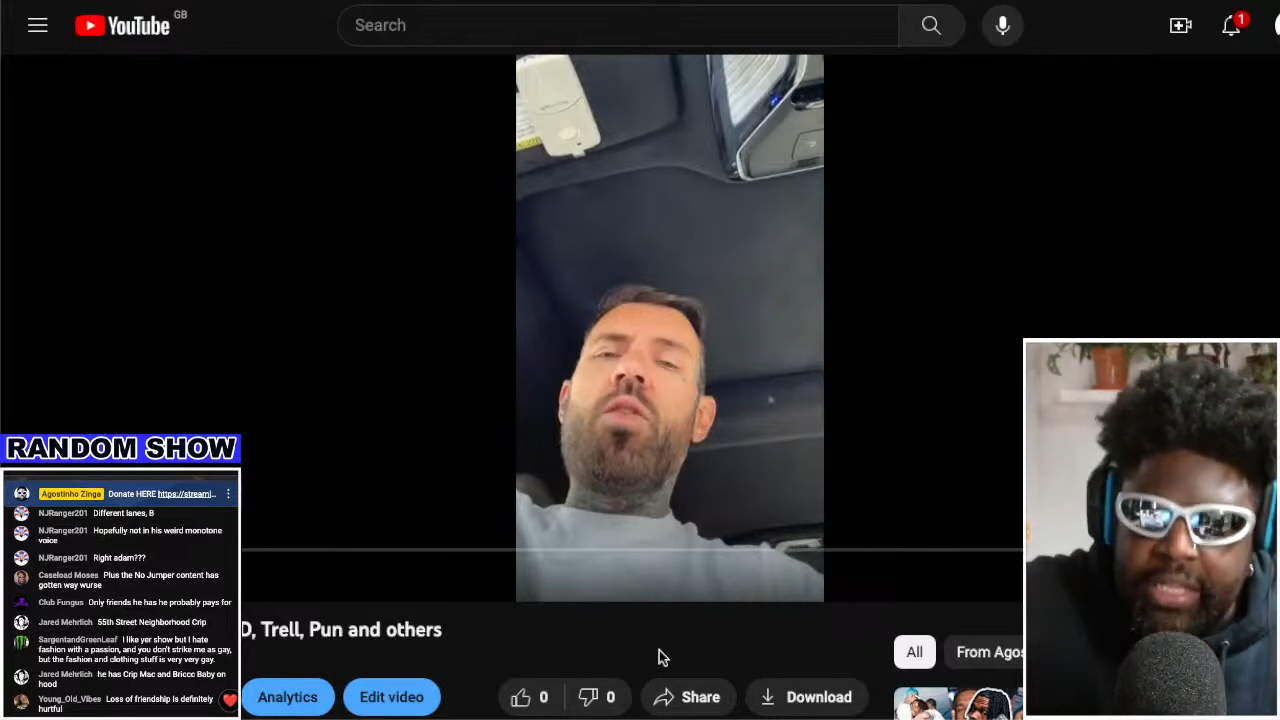 YouTube GB
Search
1
RANDOM SHOW
Agostinho Zinga Donate HERE https://streaml...
NJRanger201 Different lanes, B
NJRanger201 Hopefully not in his weird monctone
voice
NJRanger201 Right adam???
Caseload Moses Plus the No Jumper content has
gotten way wurse
Club Fungus Only friends he has he probably pays for
Jared Mehrlich 55th Street Neighborhood Crip
SargentandGreenLeaf I like yer show but I hate
fashion with a passion, and you don't strike me as gay,
but the fashion and clothing stuff is very very gay.
Jared Mehrlich he has Crip Mac and Briccc Baby on
hood
Young_Old_Vibes Loss of friendship is definitely
hurtful
D, Trell, Pun and others
Analytics
Edit video
0
0
Share
Download
All
From Agos